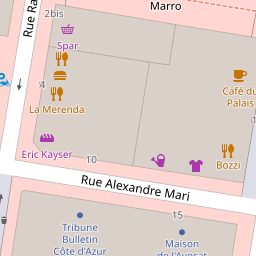 2bis
Marro
Rue Ra
Spar
4
La Merenda
Café du
Palais
Eric Kayser
10
Bozzi
Rue Alexandre Mari
15
Tribune
Bulletin
Côte d'Azur
Maison
de l'Avocat